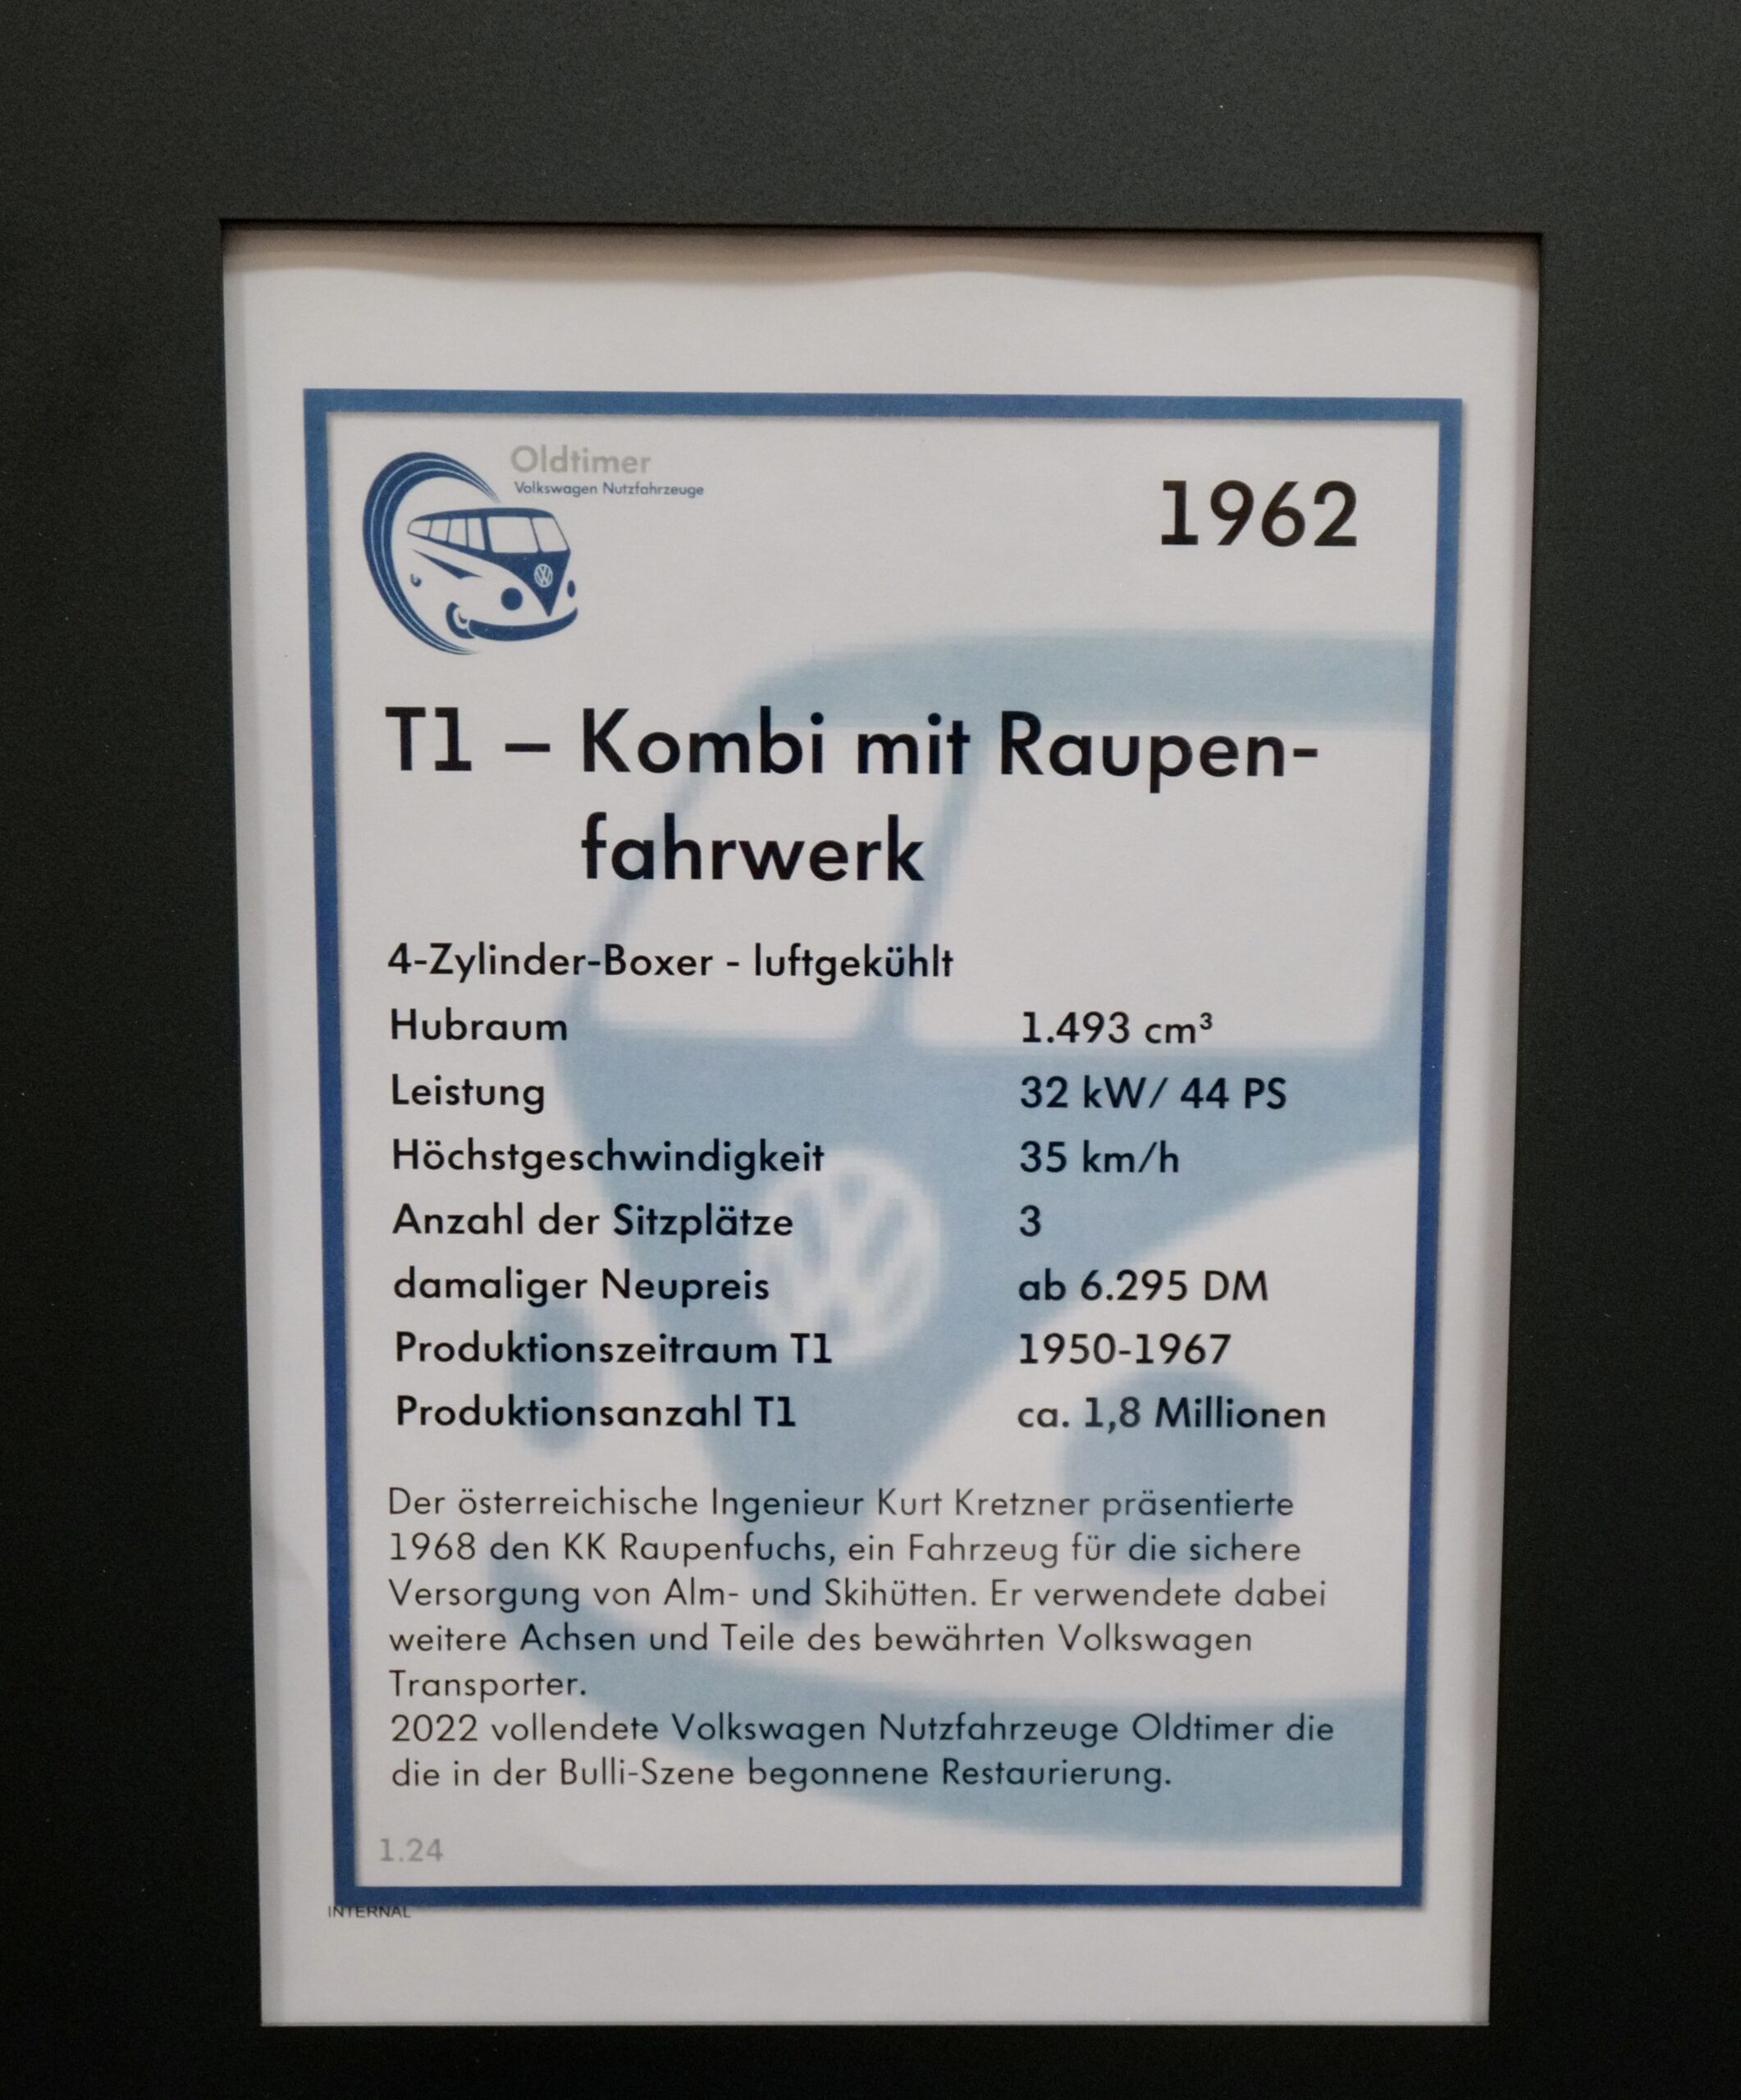 Oldtimer
Volkswagen Nutzfahrzeuge
1962
T1 – Kombi mit Raupen-
fahrwerk
4-Zylinder-Boxer - luftgekühlt
Hubraum 1.493 cm³
Leistung 32 kW/ 44 PS
Höchstgeschwindigkeit 35 km/h
Anzahl der Sitzplätze 3
damaliger Neupreis ab 6.295 DM
Produktionszeitraum T1 1950-1967
Produktionsanzahl T1 ca. 1,8 Millionen
Der österreichische Ingenieur Kurt Kretzner präsentierte
1968 den KK Raupenfuchs, ein Fahrzeug für die sichere
Versorgung von Alm- und Skihütten. Er verwendete dabei
weitere Achsen und Teile des bewährten Volkswagen
Transporter.
2022 vollendete Volkswagen Nutzfahrzeuge Oldtimer die
die in der Bulli-Szene begonnene Restaurierung.
1.24
INTERNAL